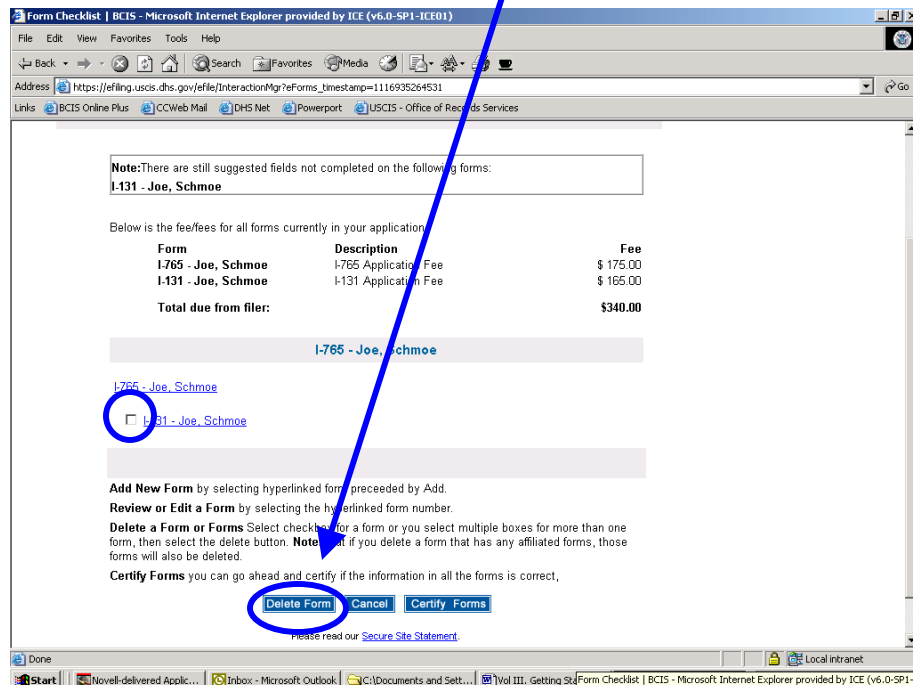 Form Checklist | BCIS - Microsoft Internet Explorer provided by ICE (v6.0-SP1-ICE01)
File Edit View Favorites Tools Help
Back Search Favorites Media
Address https://efiling.uscis.dhs.gov/efile/InteractionMgr?eForms_timestamp=1116935264531 Go
Links BCIS Online Plus CCWeb Mail DHS Net Powerport USCIS - Office of Records Services
Note:There are still suggested fields not completed on the following forms:
I-131 - Joe, Schmoe
Below is the fee/fees for all forms currently in your application
Form Description Fee
I-765 - Joe, Schmoe I-765 Application Fee $ 175.00
I-131 - Joe, Schmoe I-131 Application Fee $ 165.00
Total due from filer: $340.00
I-765 - Joe, Schmoe
I-765 - Joe, Schmoe
I-131 - Joe, Schmoe
Add New Form by selecting hyperlinked form preceeded by Add.
Review or Edit a Form by selecting the hyperlinked form number.
Delete a Form or Forms Select checkbox for a form or you select multiple boxes for more than one
form, then select the delete button. Note: that if you delete a form that has any affiliated forms, those
forms will also be deleted.
Certify Forms you can go ahead and certify if the information in all the forms is correct,
Delete Form Cancel Certify Forms
Please read our Secure Site Statement.
Done Local intranet
Start Novell-delivered Applic... Inbox - Microsoft Outlook C:\Documents and Sett... Vol III. Getting Sta Form Checklist | BCIS - Microsoft Internet Explorer provided by ICE (v6.0-SP1-